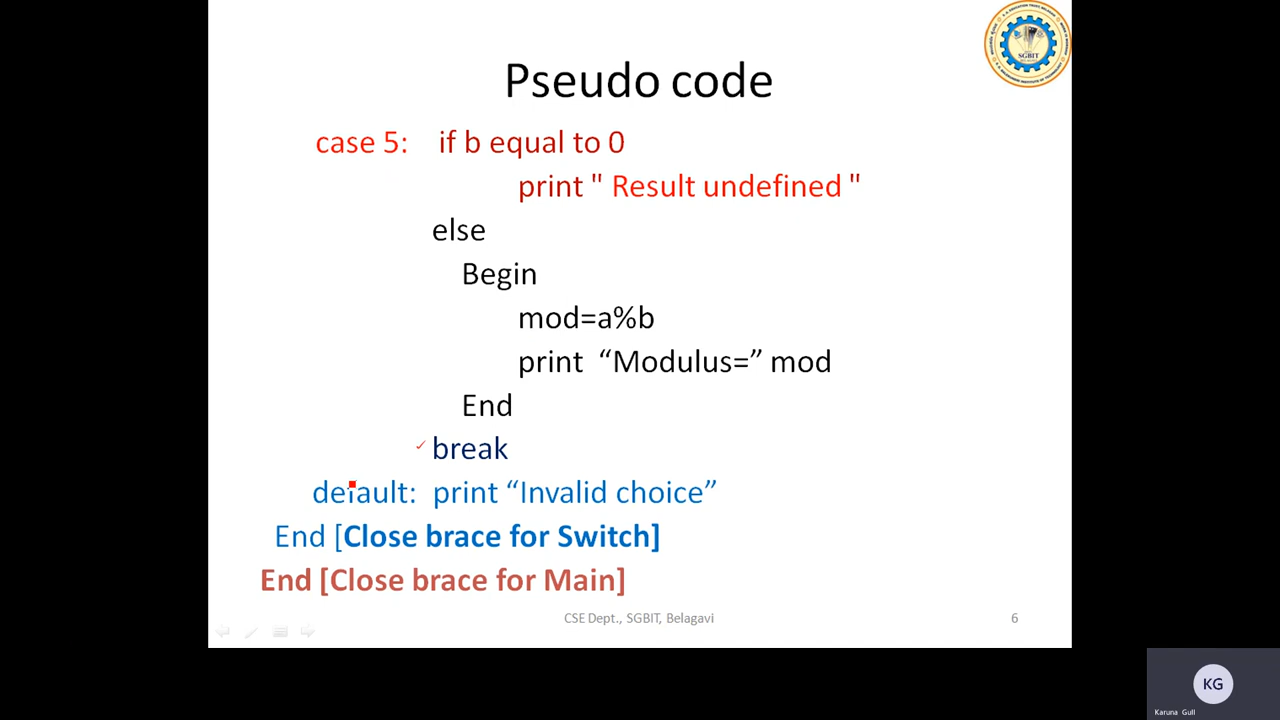 SGBIT
Pseudo code
case 5: if b equal to 0
print " Result undefined "
else
Begin
mod=a%b
print “Modulus=” mod
End
break
default: print “Invalid choice”
End [Close brace for Switch]
End [Close brace for Main]
CSE Dept., SGBIT, Belagavi
6
KG
Karuna Gull